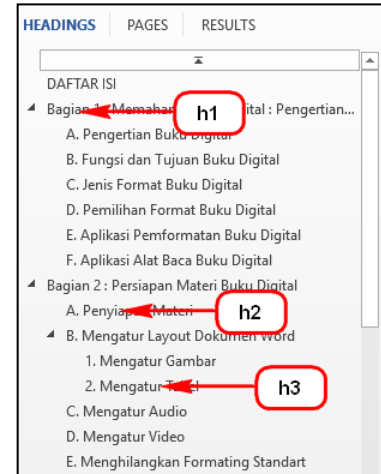 HEADINGS PAGES RESULTS
DAFTAR ISI
Bagian 1 : Memahami ital : Pengertian...
h1
A. Pengertian Buku Digital
B. Fungsi dan Tujuan Buku Digital
C. Jenis Format Buku Digital
D. Pemilihan Format Buku Digital
E. Aplikasi Pemformatan Buku Digital
F. Aplikasi Alat Baca Buku Digital
Bagian 2 : Persiapan Materi Buku Digital
A. Penyiapan Materi
h2
B. Mengatur Layout Dokumen Word
1. Mengatur Gambar
2. Mengatur Tabel
h3
C. Mengatur Audio
D. Mengatur Video
E. Menghilangkan Formating Standart